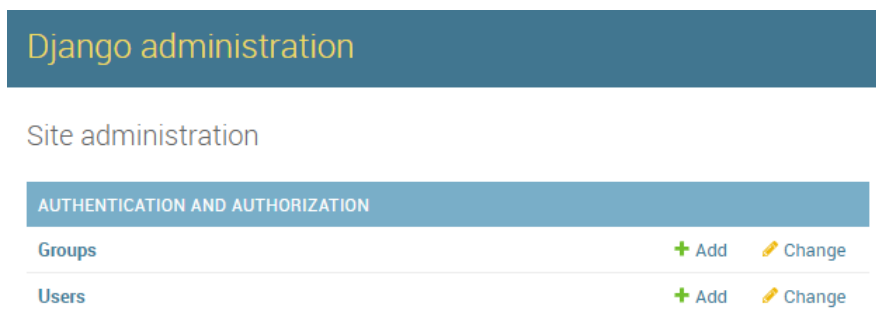 Django administration
Site administration
AUTHENTICATION AND AUTHORIZATION
Groups Add Change
Users Add Change